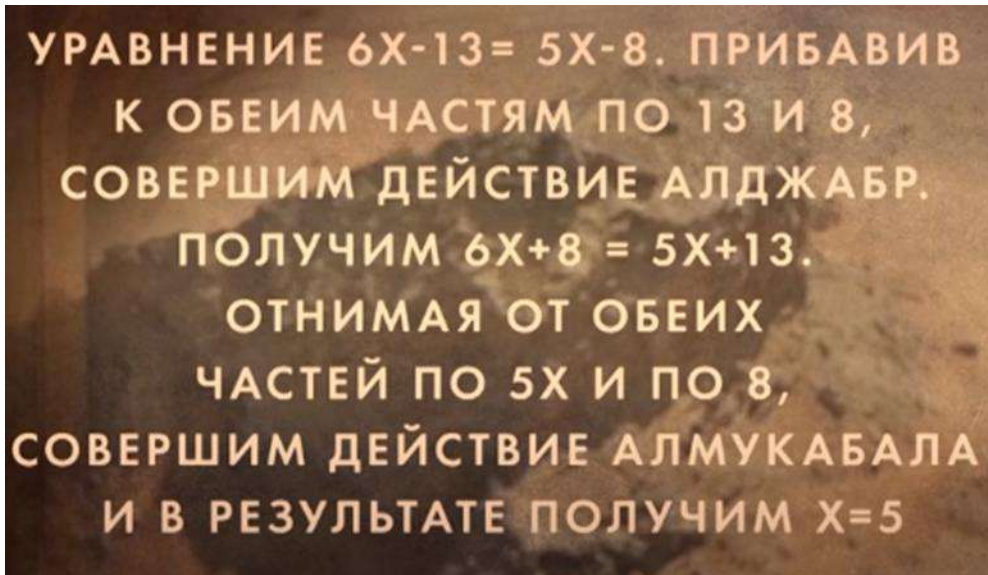 УРАВНЕНИЕ 6Х-13= 5Х-8. ПРИБАВИВ
К ОБЕИМ ЧАСТЯМ ПО 13 И 8,
СОВЕРШИМ ДЕЙСТВИЕ АЛДЖАБР.
ПОЛУЧИМ 6Х+8 = 5Х+13.
ОТНИМАЯ ОТ ОБЕИХ
ЧАСТЕЙ ПО 5Х И ПО 8,
СОВЕРШИМ ДЕЙСТВИЕ АЛМУКАБАЛА
И В РЕЗУЛЬТАТЕ ПОЛУЧИМ Х=5